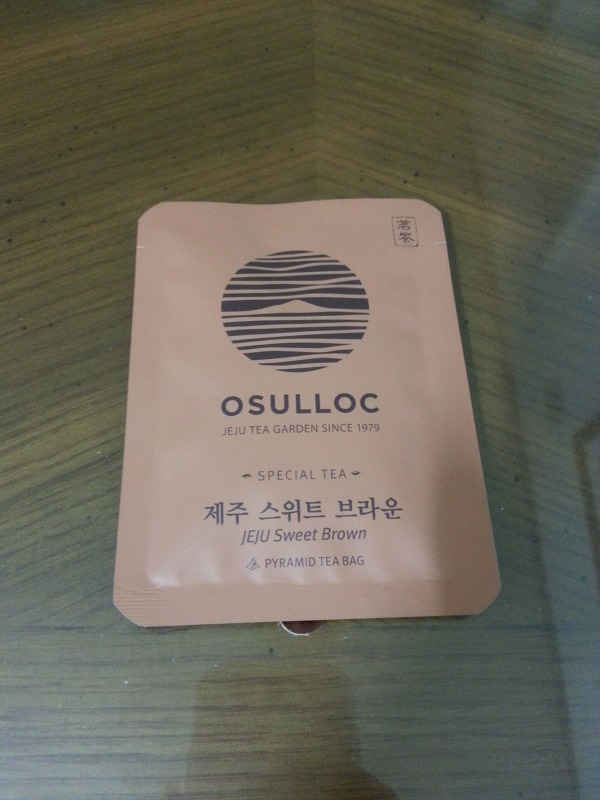 茗茶
OSULLOC
JEJU TEA GARDEN SINCE 1979
SPECIAL TEA
제주 스위트 브라운
JEJU Sweet Brown
PYRAMID TEA BAG